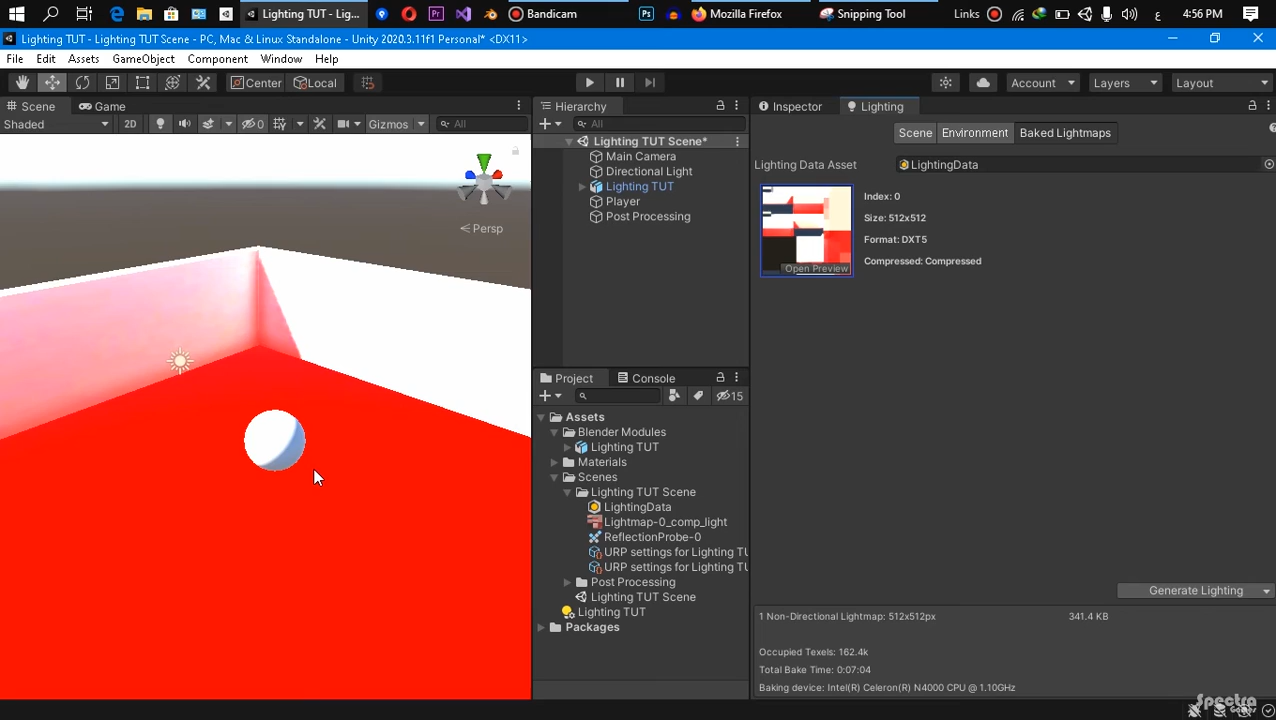 Lighting TUT - Lig...
Bandicam
Mozilla Firefox
Snipping Tool
Links
ع
4:56 PM
Lighting TUT - Lighting TUT Scene - PC, Mac & Linux Standalone - Unity 2020.3.11f1 Personal* <DX11>
File Edit Assets GameObject Component Window Help
Center Local Account Layers Layout
Scene Game
Shaded 2D 0 Gizmos All
Persp
Hierarchy
All
Lighting TUT Scene*
Main Camera
Directional Light
Lighting TUT
Player
Post Processing
Project Console
15
Assets
Blender Modules
Lighting TUT
Materials
Scenes
Lighting TUT Scene
LightingData
Lightmap-0_comp_light
ReflectionProbe-0
URP settings for Lighting TU
URP settings for Lighting TU
Post Processing
Lighting TUT Scene
Lighting TUT
Packages
Inspector Lighting
Scene Environment Baked Lightmaps
Lighting Data Asset LightingData
Index: 0
Size: 512x512
Format: DXT5
Compressed: Compressed
Open Preview
Generate Lighting
1 Non-Directional Lightmap: 512x512px 341.4 KB
Occupied Texels: 162.4k
Total Bake Time: 0:07:04
Baking device: Intel(R) Celeron(R) N4000 CPU @ 1.10GHz
Spectra
Games